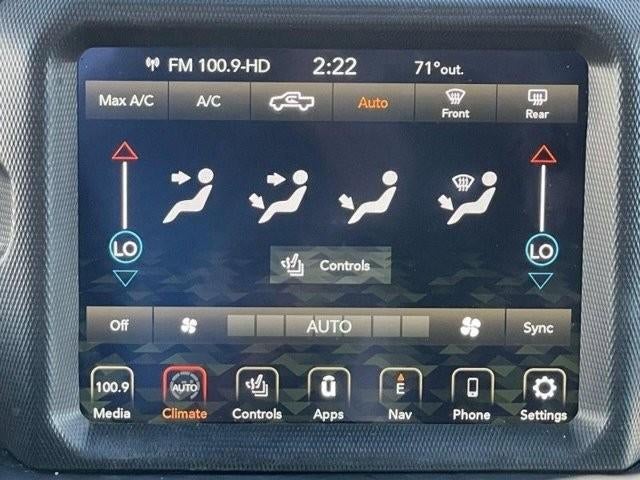 FM 100.9-HD 2:22 71°out.
Max A/C A/C Auto Front Rear
LO LO
Controls
Off AUTO Sync
100.9 AUTO E
Media Climate Controls Apps Nav Phone Settings